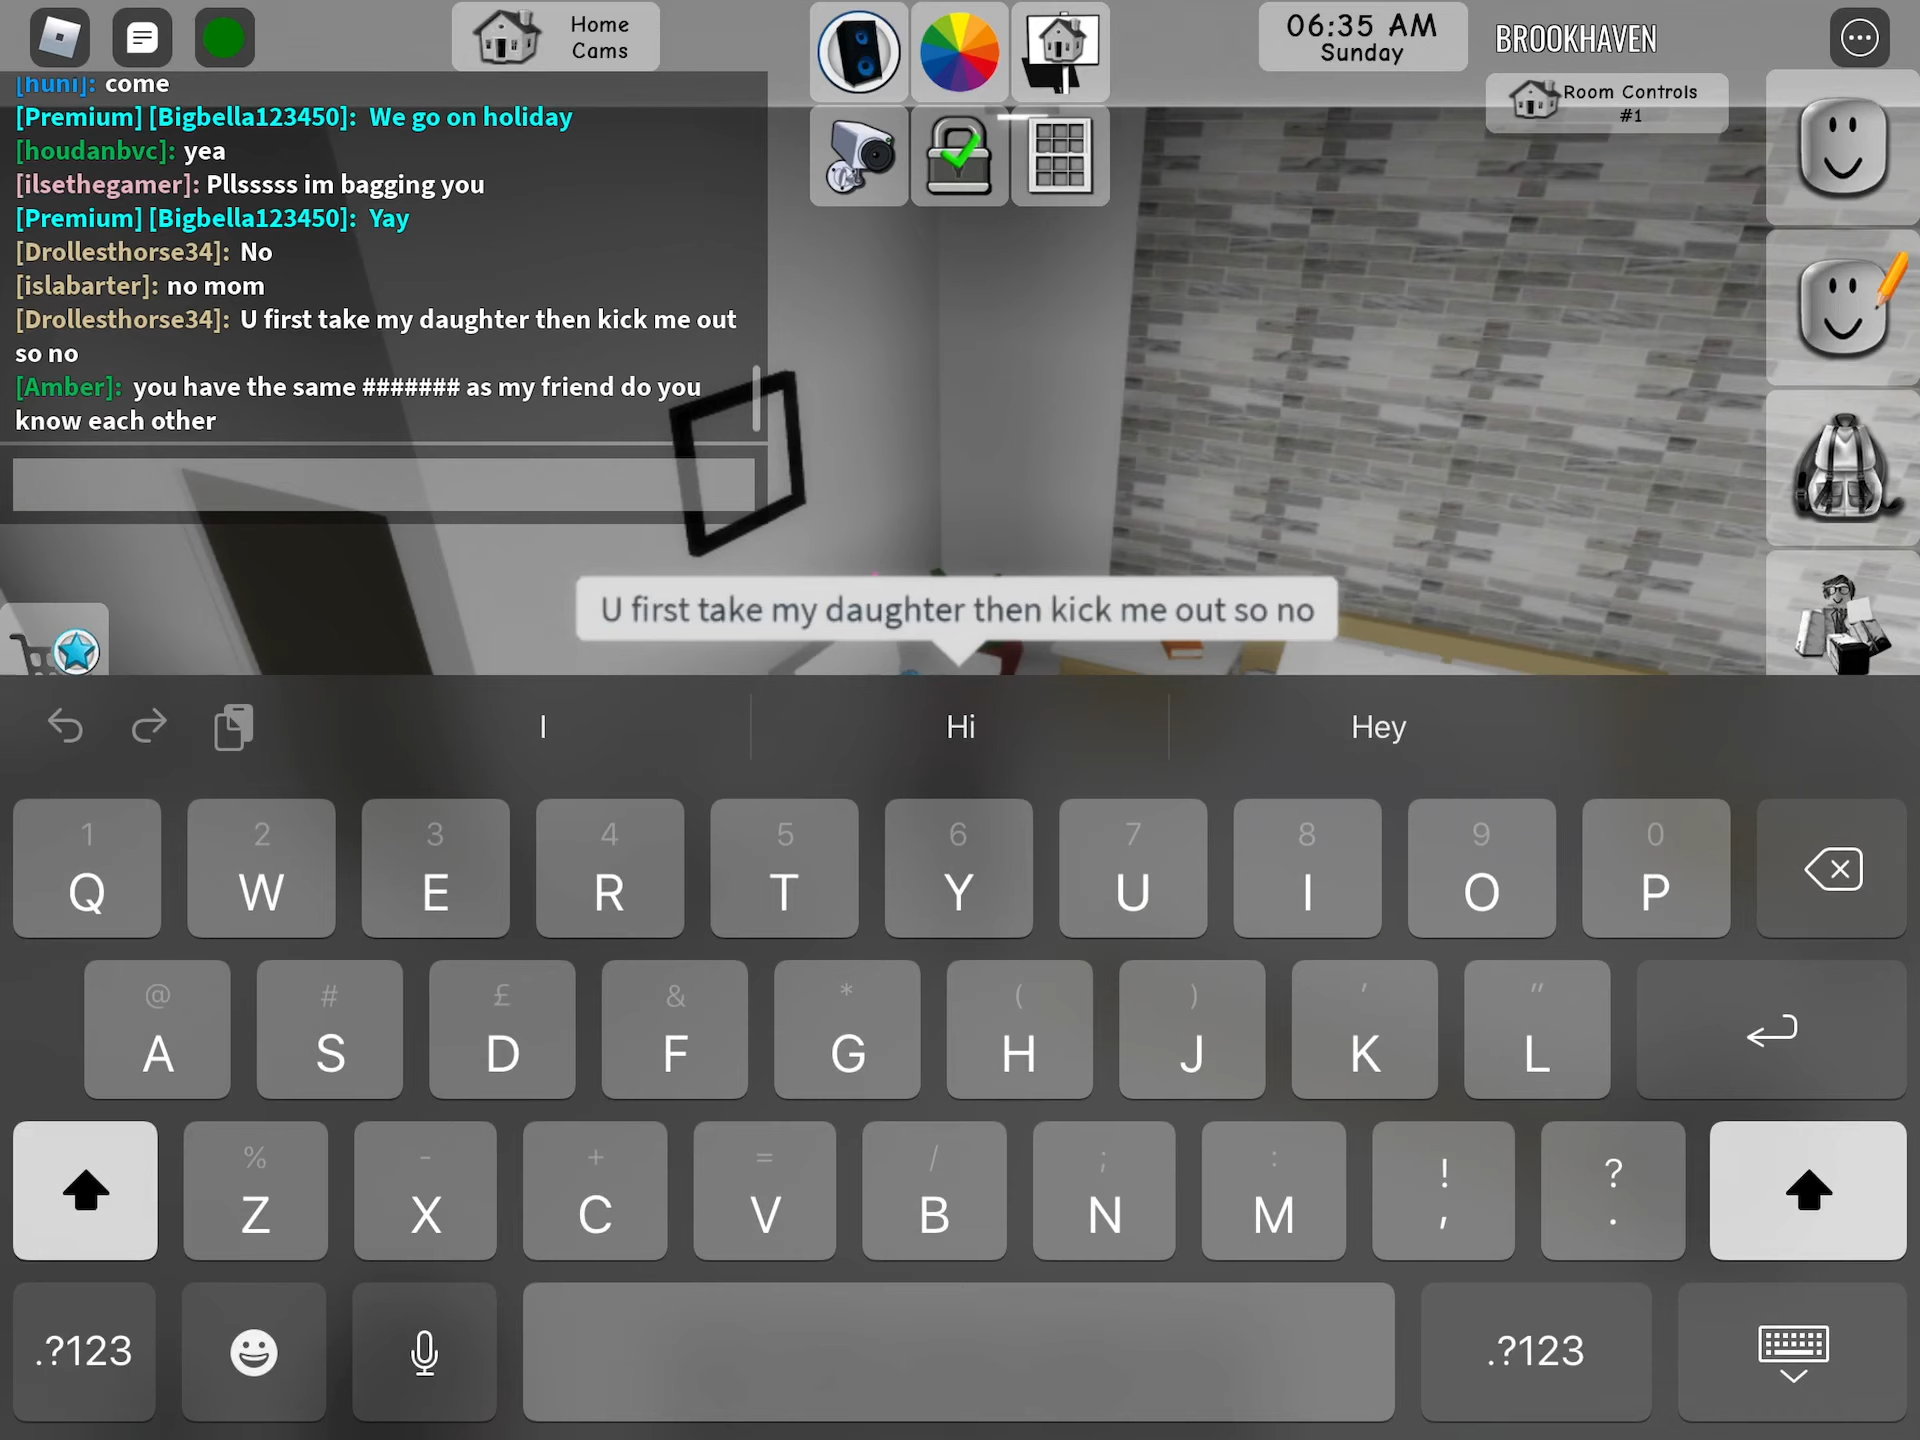 Home
Cams
06:35 AM
Sunday
BROOKHAVEN
Room Controls
#1
[huni]: come
[Premium] [Bigbella123450]: We go on holiday
[houdanbvc]: yea
[ilsethegamer]: Pllsssss im bagging you
[Premium] [Bigbella123450]: Yay
[Drollesthorse34]: No
[islabarter]: no mom
[Drollesthorse34]: U first take my daughter then kick me out
so no
[Amber]: you have the same ####### as my friend do you
know each other
U first take my daughter then kick me out so no
I Hi Hey
1 2 3 4 5 6 7 8 9 0
Q W E R T Y U I O P
@ # £ & * ( ) ' "
A S D F G H J K L
% - + = / ; : ! ?
Z X C V B N M , .
.?123 .?123